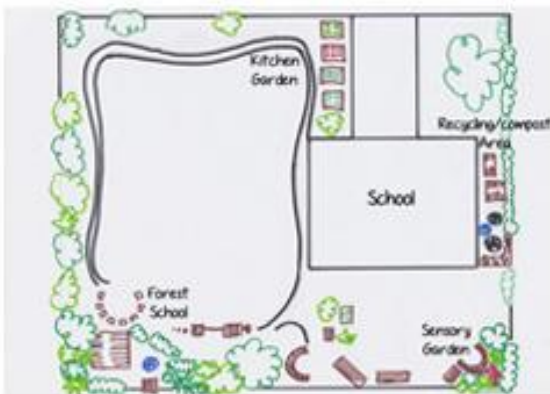 Kitchen
Garden
Recycling/compost
Area
School
Forest
School
Sensory
Garden